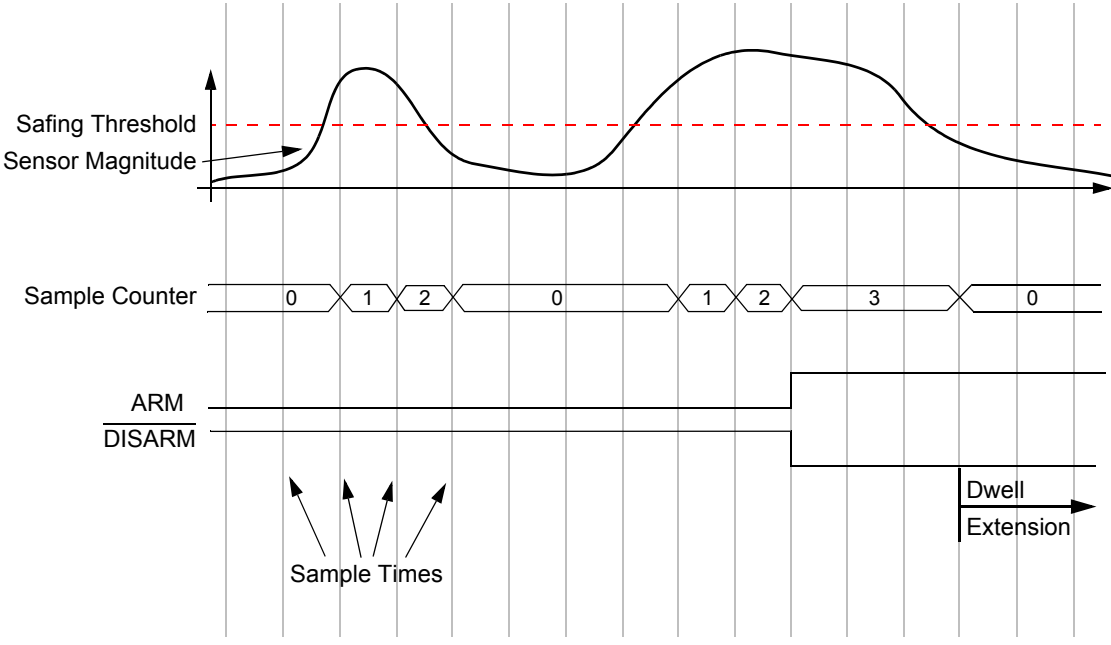 Safing Threshold
Sensor Magnitude
Sample Counter 0 1 2 0 1 2 3 0
ARM
DISARM
Dwell
Extension
Sample Times